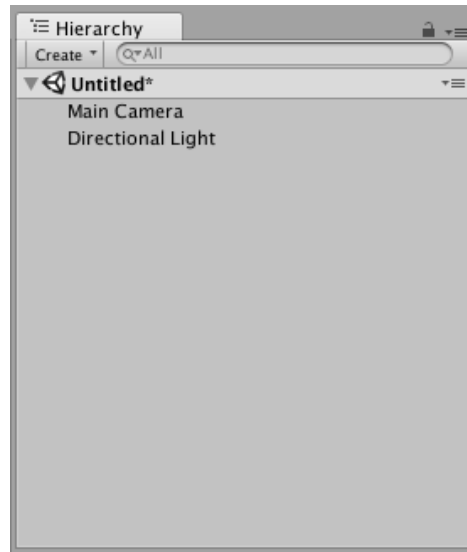 Hierarchy
Create All
Untitled*
Main Camera
Directional Light